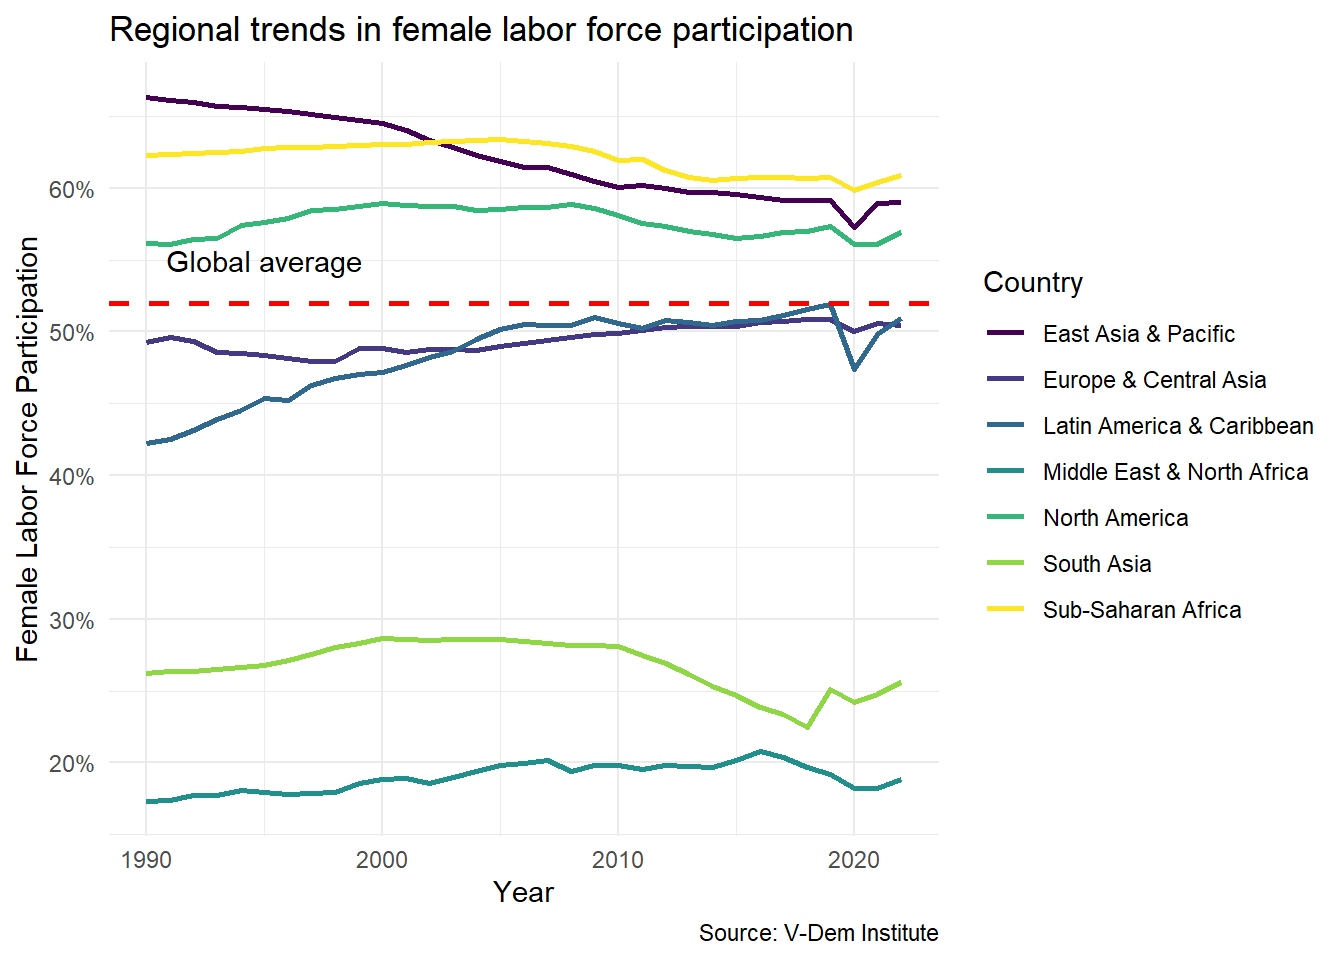 Regional trends in female labor force participation
Female Labor Force Participation
60%
50%
40%
30%
20%
Global average
1990 2000 2010 2020
Year
Country
East Asia & Pacific
Europe & Central Asia
Latin America & Caribbean
Middle East & North Africa
North America
South Asia
Sub-Saharan Africa
Source: V-Dem Institute